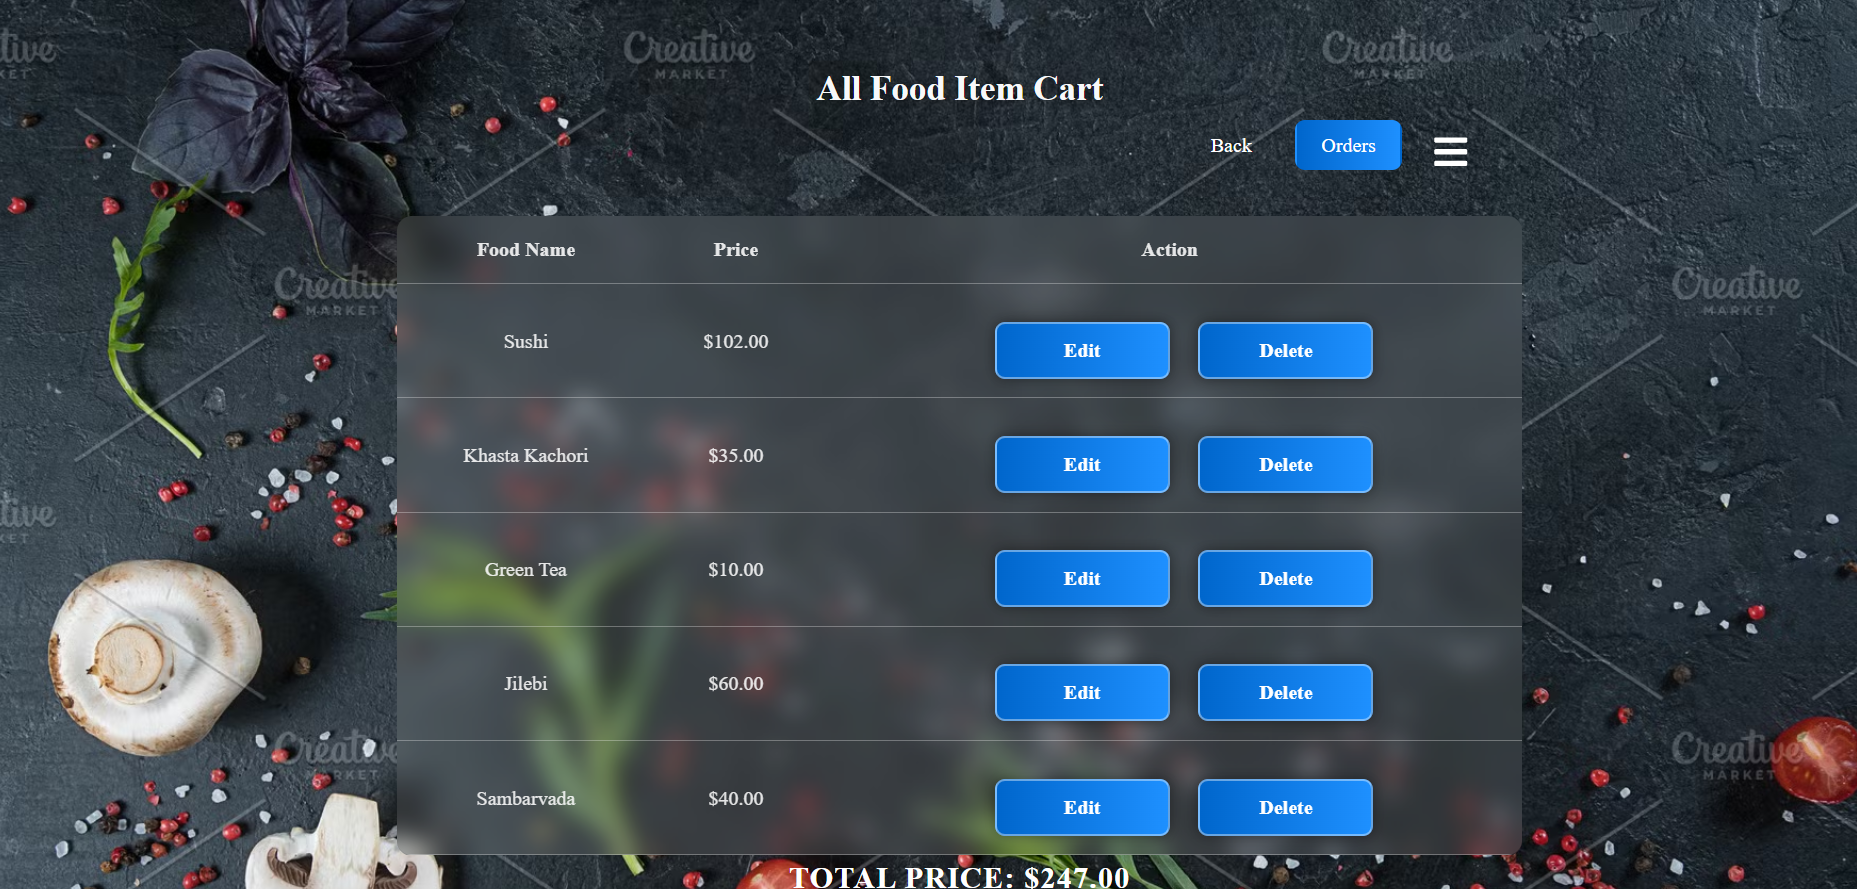 Creative
MARKET
Creative
MARKET
All Food Item Cart
Back
Orders
Food Name Price Action
Creative
MARKET
Creative
MARKET
Sushi $102.00 Edit Delete
Khasta Kachori $35.00 Edit Delete
Green Tea $10.00 Edit Delete
Jilebi $60.00 Edit Delete
Creative
MARKET
Sambarvada $40.00 Edit Delete
TOTAL PRICE: $247.00